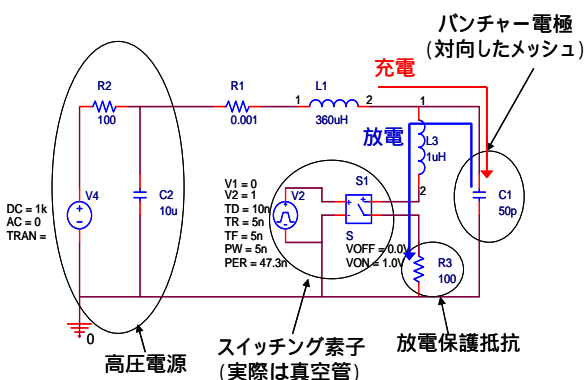 バンチャー電極
(対向したメッシュ)
充電
放電
R2
100
R1
0.001
L1
1
2
360uH
1
L3
1uH
2
V4
DC = 1k
AC = 0
TRAN =
C2
10u
V1 = 0
V2 = 1
TD = 10n
TR = 5n
TF = 5n
PW = 5n
PER = 47.3n
V2
S1
S
VOFF = 0.0V
VON = 1.0V
C1
50p
R3
100
0
高圧電源
スイッチング素子
(実際は真空管)
放電保護抵抗